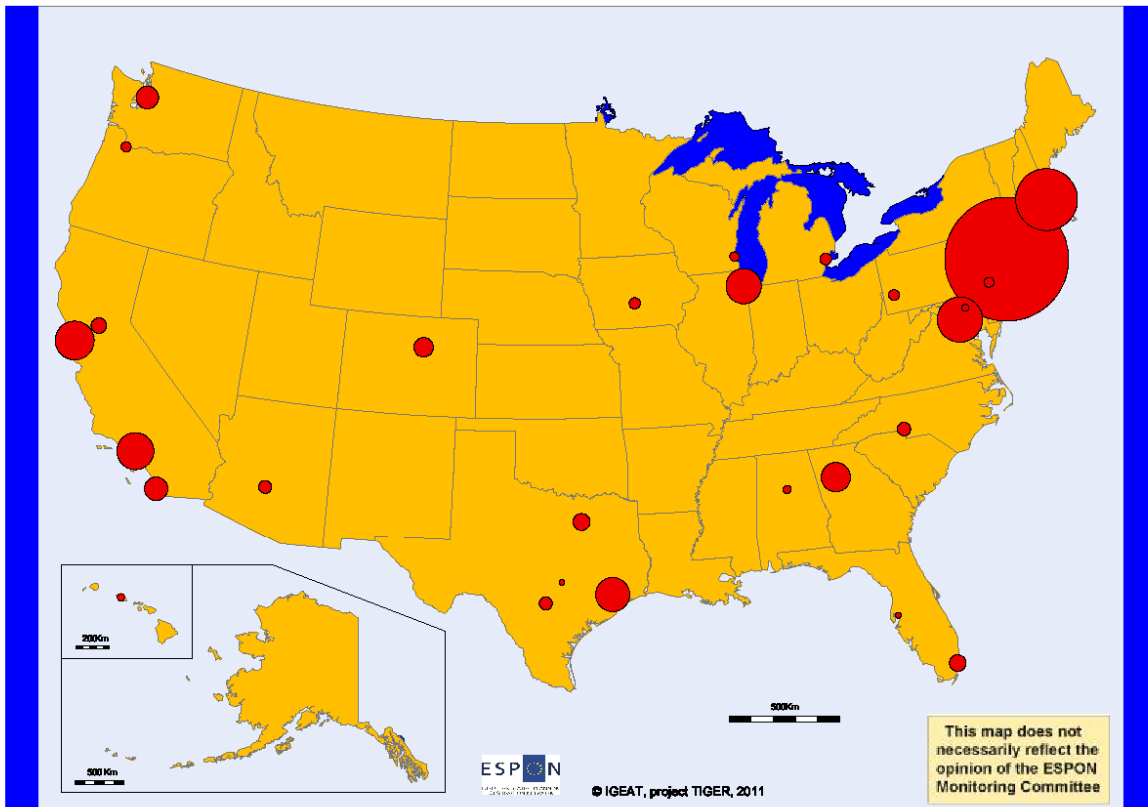 200Km
500 Km
500Km
ESPON
© IGEAT, project TIGER, 2011
This map does not
necessarily reflect the
opinion of the ESPON
Monitoring Committee